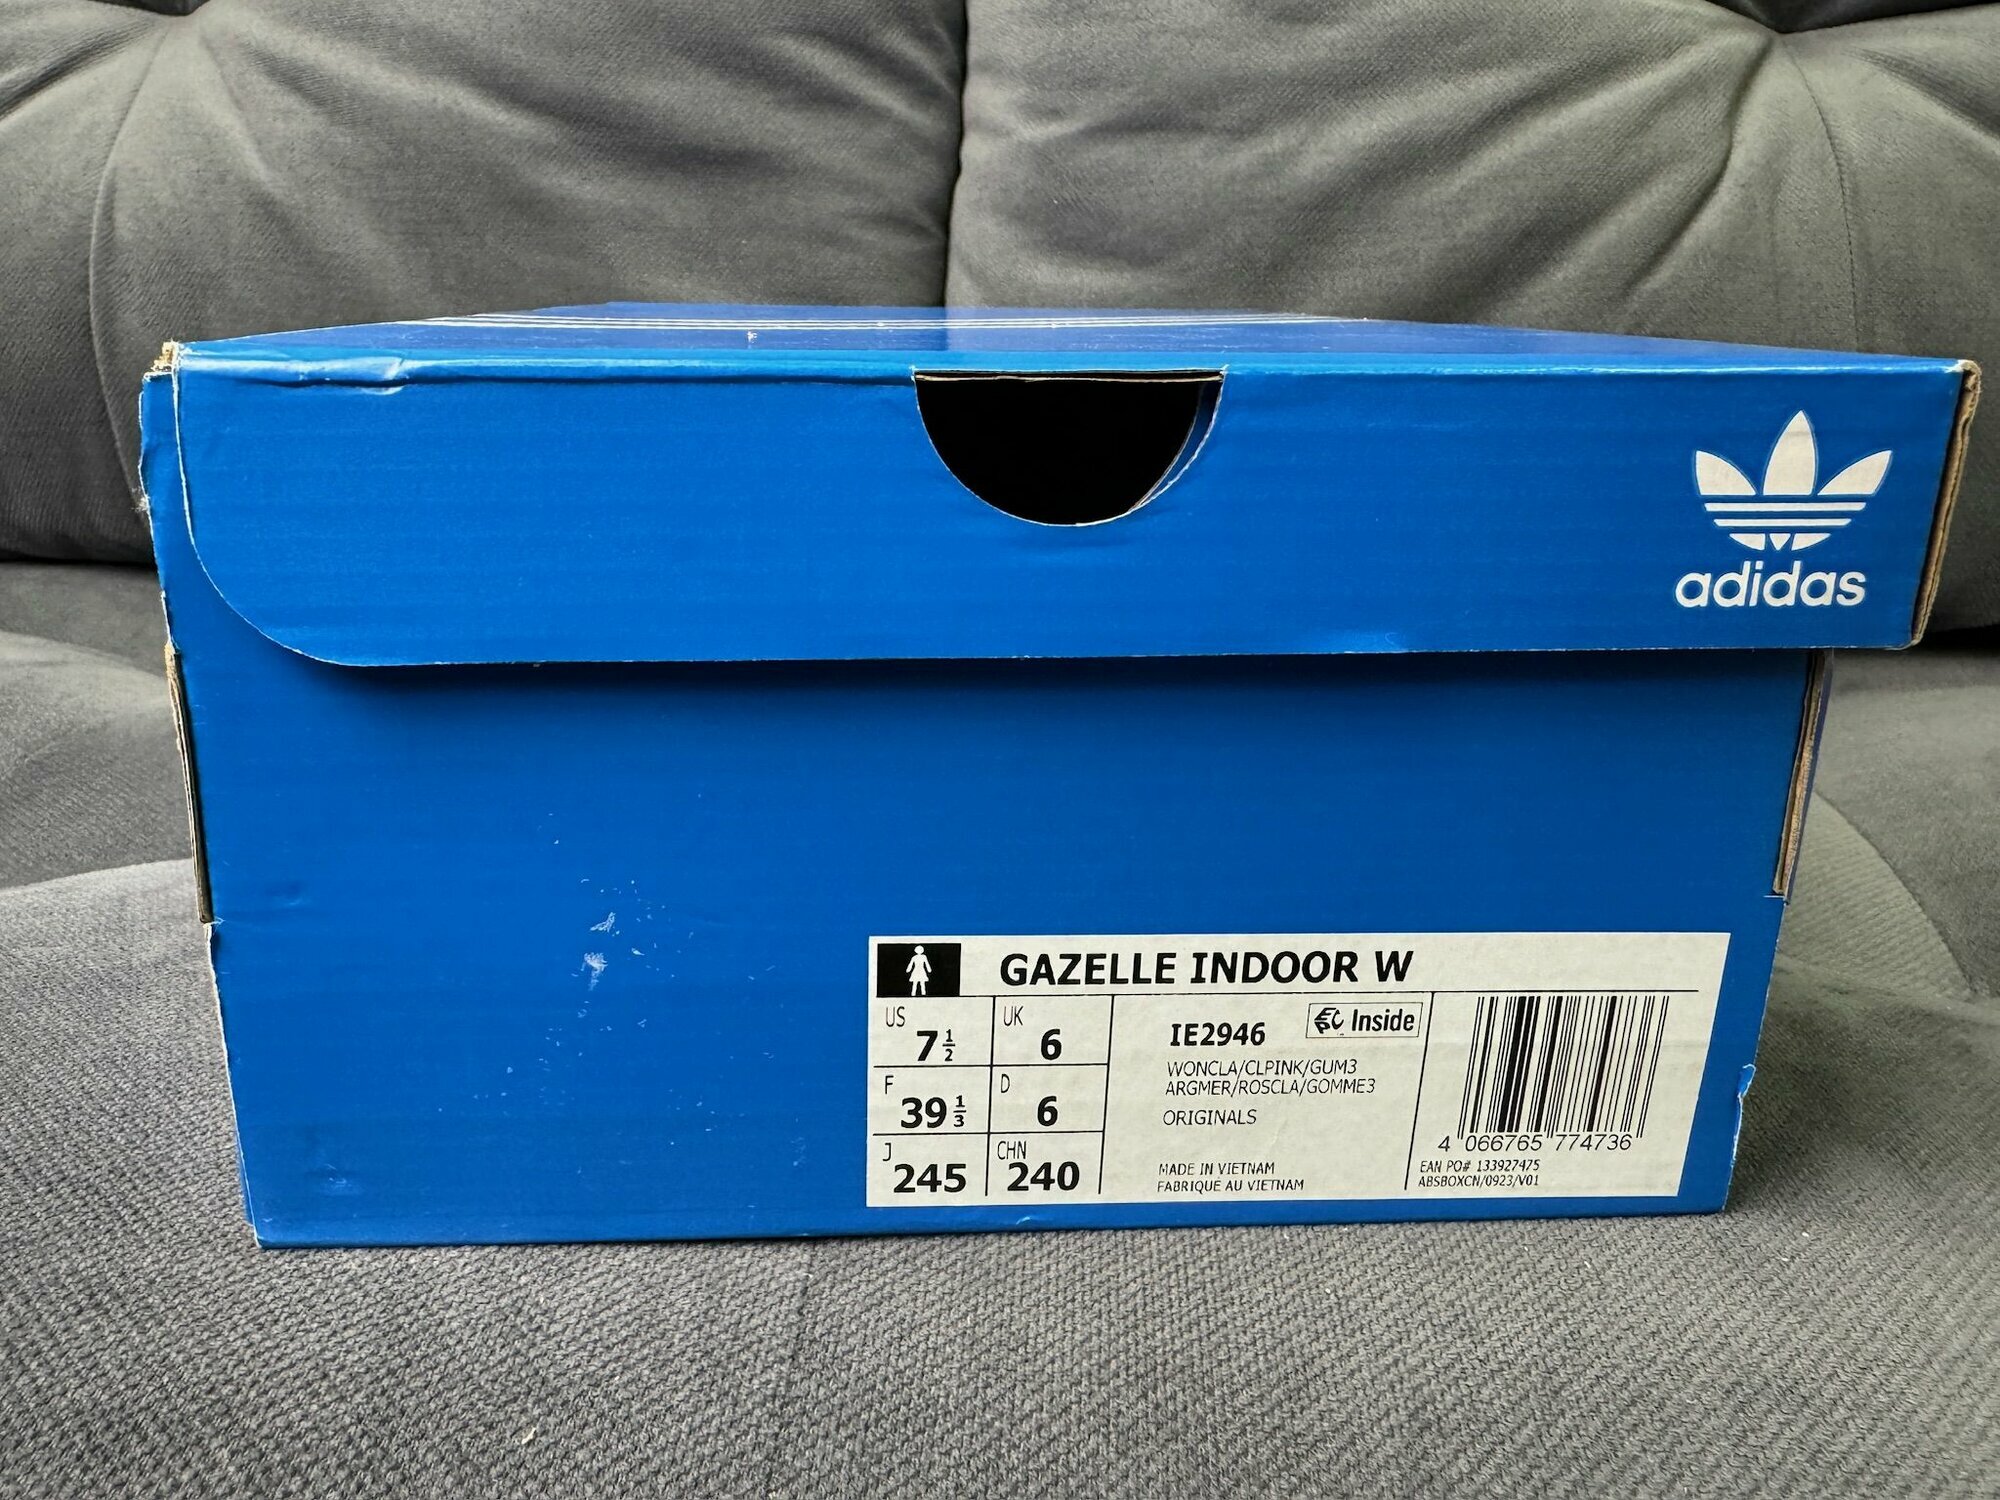 adidas
GAZELLE INDOOR W
US
7 1/2
UK
6
F
39 1/3
D
6
J
245
CHN
240
IE2946
Inside
WONCLA/CLPINK/GUM3
ARGMER/ROSCLA/GOMME3
ORIGINALS
MADE IN VIETNAM
FABRIQUÉ AU VIETNAM
4 066765 774736
EAN PO# 133927475
ABSBOXCN/0923/V01